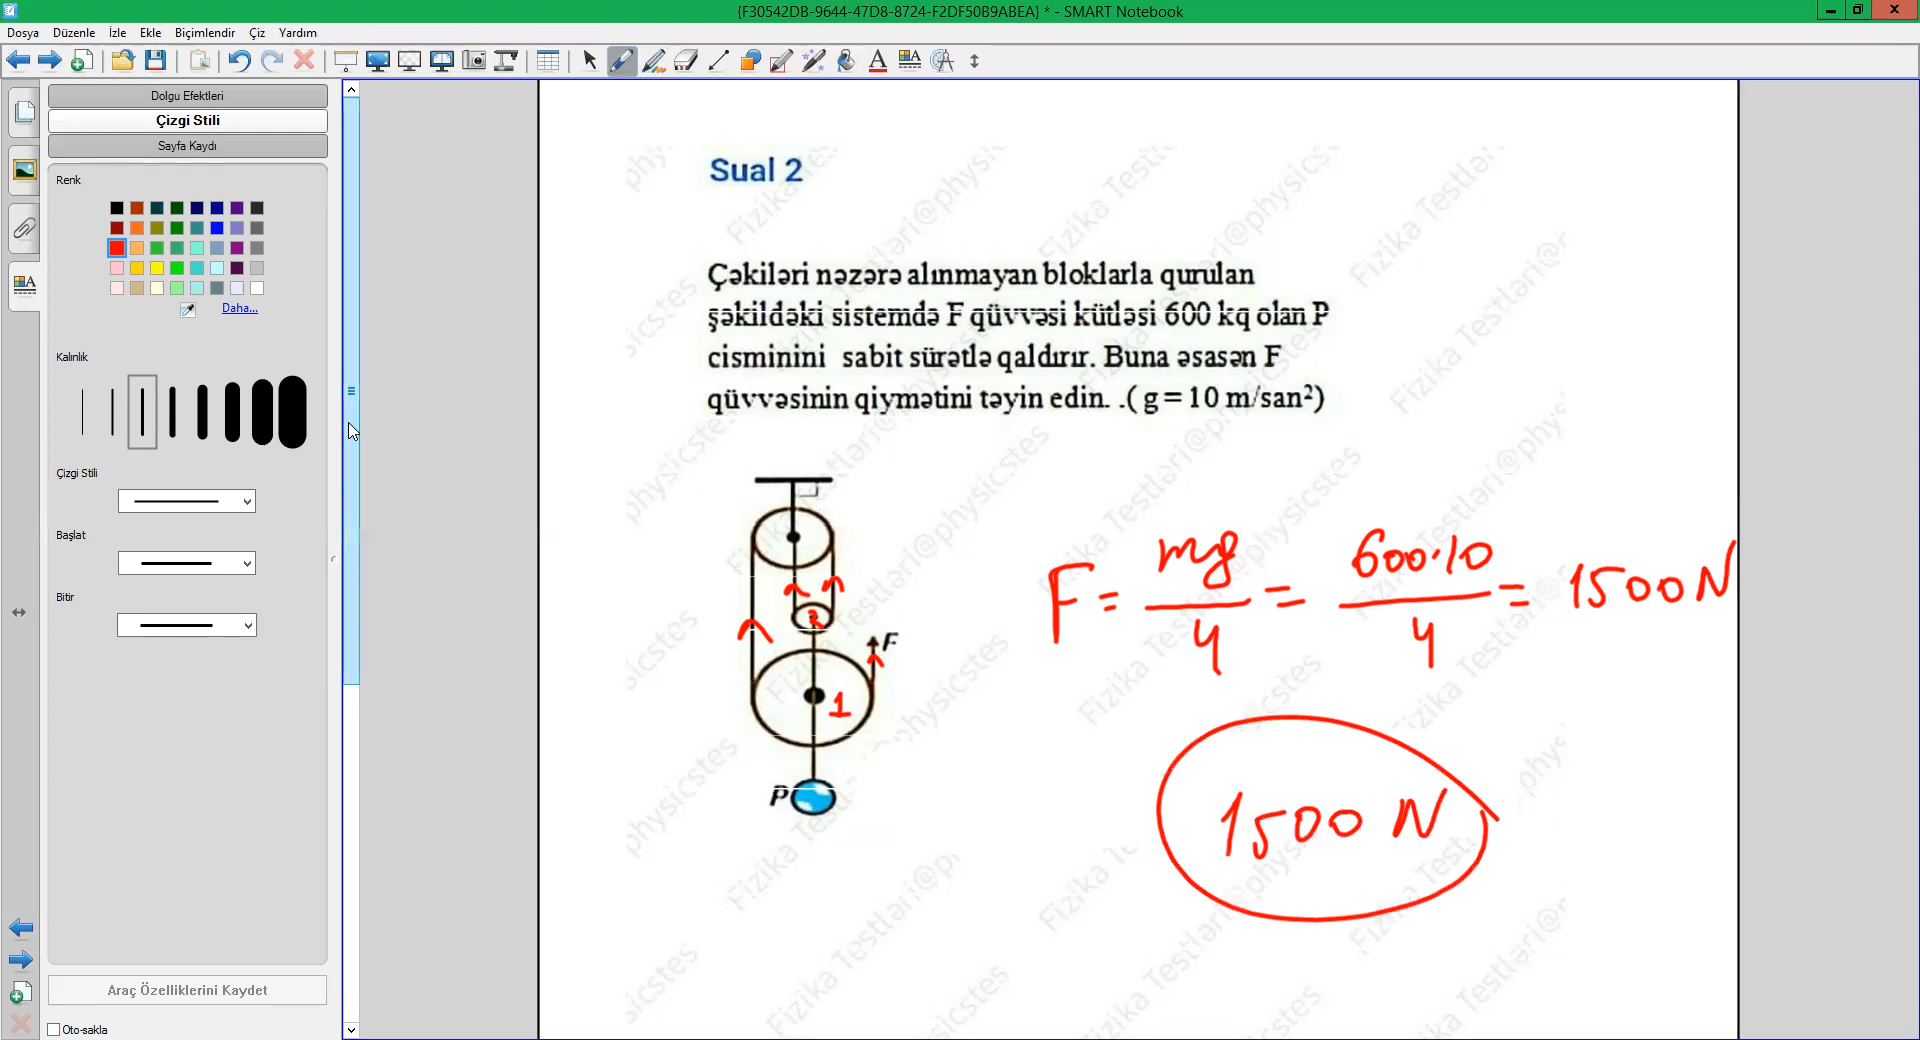 {F30542DB-9644-47D8-8724-F2DF50B9ABEA} * - SMART Notebook
Dosya Düzenle İzle Ekle Biçimlendir Çiz Yardım
Dolgu Efektleri
Çizgi Stili
Sayfa Kaydı
Renk
Daha...
Kalınlık
Çizgi Stili
Başlat
Bitir
Araç Özelliklerini Kaydet
Oto-sakla
Sual 2
Çəkiləri nəzərə alınmayan bloklarla qurulan
şəkildəki sistemdə F qüvvəsi kütləsi 600 kq olan P
cisminini sabit sürətlə qaldırır. Buna əsasən F
qüvvəsinin qiymətini təyin edin. .( g = 10 m/san²)
2
F
1
P
F = mg/4 = 600·10/4 = 1500 N
1500 N
Fizika Testləri@physicstes